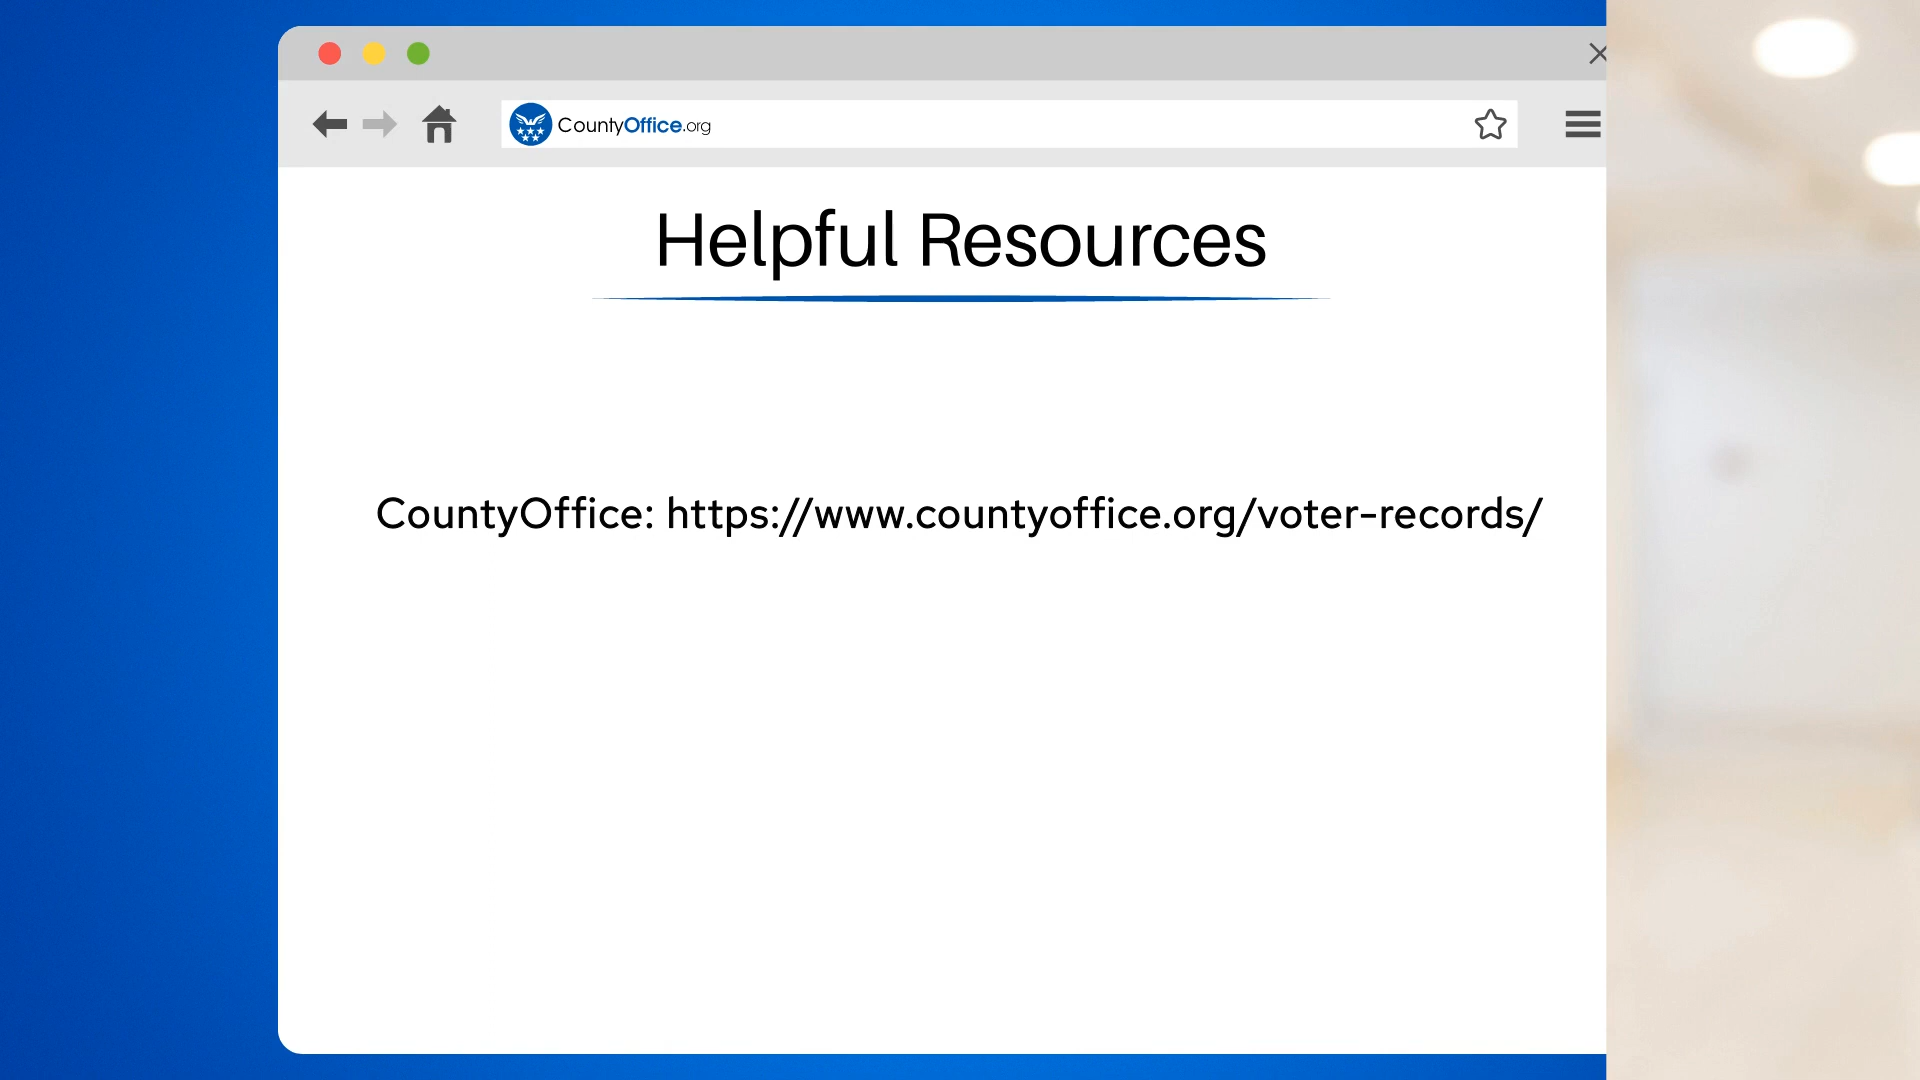 CountyOffice.org
Helpful Resources
CountyOffice: https://www.countyoffice.org/voter-records/